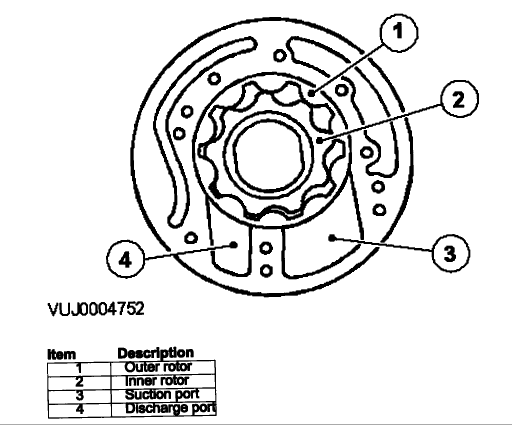 1
2
3
4
VUJ0004752
Item Description
1 Outer rotor
2 Inner rotor
3 Suction port
4 Discharge port